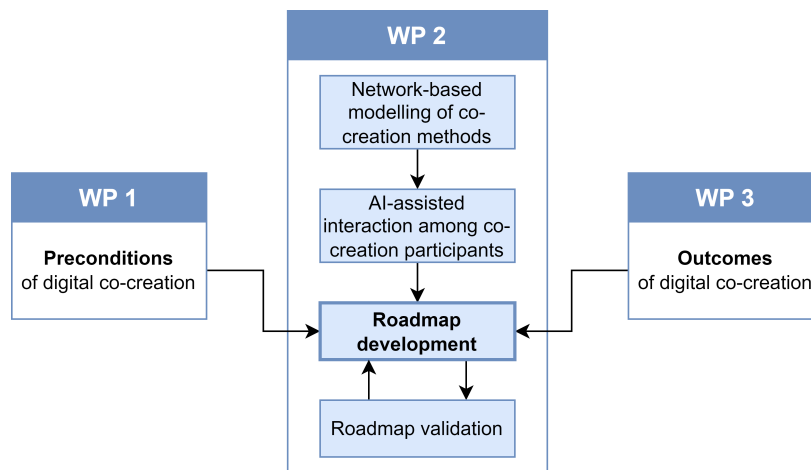 WP 2
Network-based
modelling of co-
creation methods
AI-assisted
interaction among co-
creation participants
Roadmap
development
Roadmap validation
WP 1
Preconditions
of digital co-creation
WP 3
Outcomes
of digital co-creation